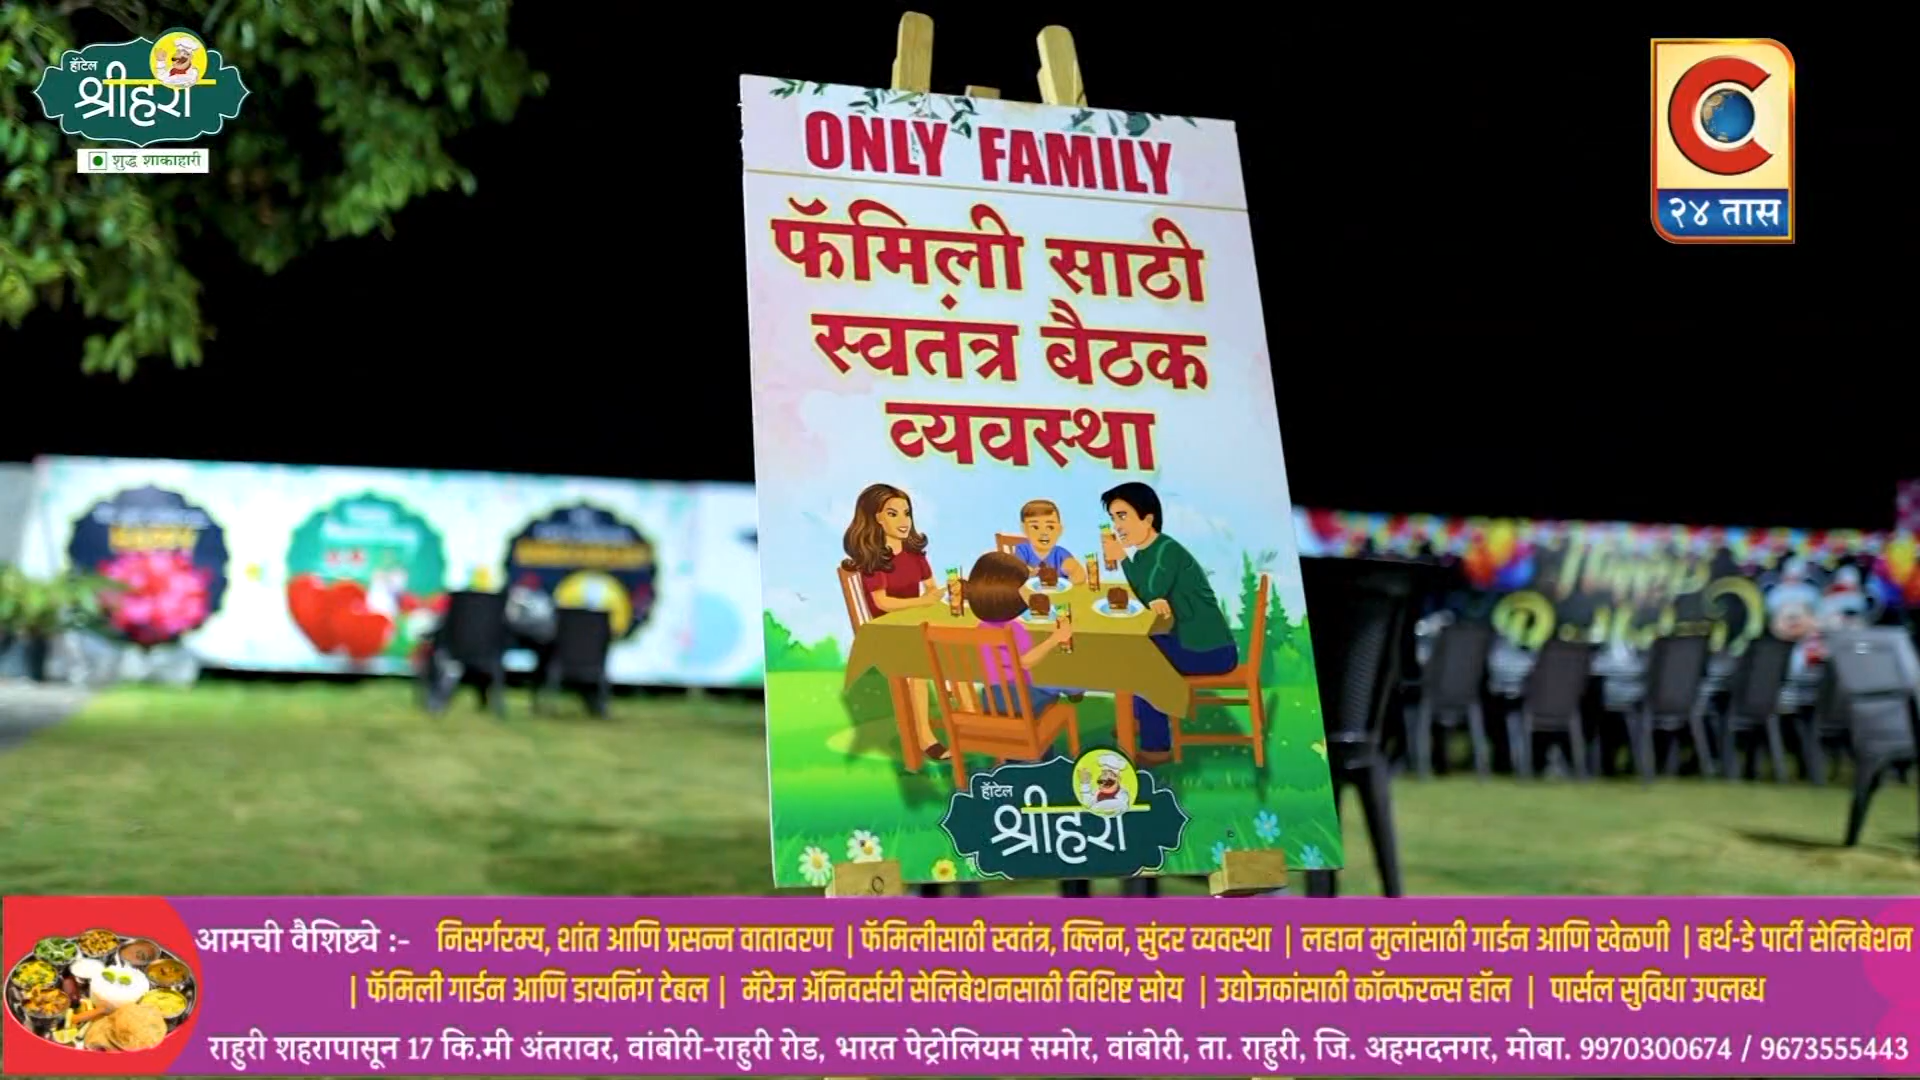 हॉटेल
श्रीहरी
शुद्ध शाकाहारी
C
२४ तास
ONLY FAMILY
फॅमिली साठी
स्वतंत्र बैठक
व्यवस्था
हॉटेल
श्रीहरी
Happy
आमची वैशिष्ट्ये :- निसर्गरम्य, शांत आणि प्रसन्न वातावरण | फॅमिलीसाठी स्वतंत्र, क्लिन, सुंदर व्यवस्था | लहान मुलांसाठी गार्डन आणि खेळणी | बर्थ-डे पार्टी सेलिबेशन
| फॅमिली गार्डन आणि डायनिंग टेबल | मॅरेज ॲनिवर्सरी सेलिबेशनसाठी विशिष्ट सोय | उद्योजकांसाठी कॉन्फरन्स हॉल | पार्सल सुविधा उपलब्ध
राहुरी शहरापासून 17 कि.मी अंतरावर, वांबोरी-राहुरी रोड, भारत पेट्रोलियम समोर, वांबोरी, ता. राहुरी, जि. अहमदनगर, मोबा. 9970300674 / 9673555443